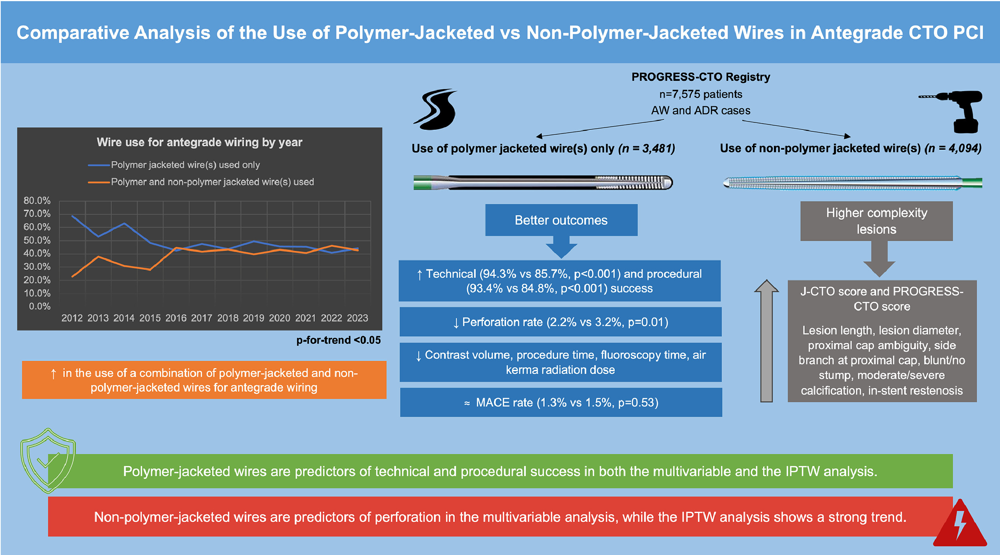 Comparative Analysis of the Use of Polymer-Jacketed vs Non-Polymer-Jacketed Wires in Antegrade CTO PCI
PROGRESS-CTO Registry
n=7,575 patients
AW and ADR cases
Use of polymer jacketed wire(s) only (n = 3,481)
Use of non-polymer jacketed wire(s) (n = 4,094)
Wire use for antegrade wiring by year
Polymer jacketed wire(s) used only
Polymer and non-polymer jacketed wire(s) used
80.0%
70.0%
60.0%
50.0%
40.0%
30.0%
20.0%
10.0%
0.0%
2012 2013 2014 2015 2016 2017 2018 2019 2020 2021 2022 2023
p-for-trend <0.05
↑ in the use of a combination of polymer-jacketed and non-
polymer-jacketed wires for antegrade wiring
Better outcomes
↑ Technical (94.3% vs 85.7%, p<0.001) and procedural
(93.4% vs 84.8%, p<0.001) success
↓ Perforation rate (2.2% vs 3.2%, p=0.01)
↓ Contrast volume, procedure time, fluoroscopy time, air
kerma radiation dose
≈ MACE rate (1.3% vs 1.5%, p=0.53)
Higher complexity
lesions
J-CTO score and PROGRESS-
CTO score
Lesion length, lesion diameter,
proximal cap ambiguity, side
branch at proximal cap, blunt/no
stump, moderate/severe
calcification, in-stent restenosis
Polymer-jacketed wires are predictors of technical and procedural success in both the multivariable and the IPTW analysis.
Non-polymer-jacketed wires are predictors of perforation in the multivariable analysis, while the IPTW analysis shows a strong trend.